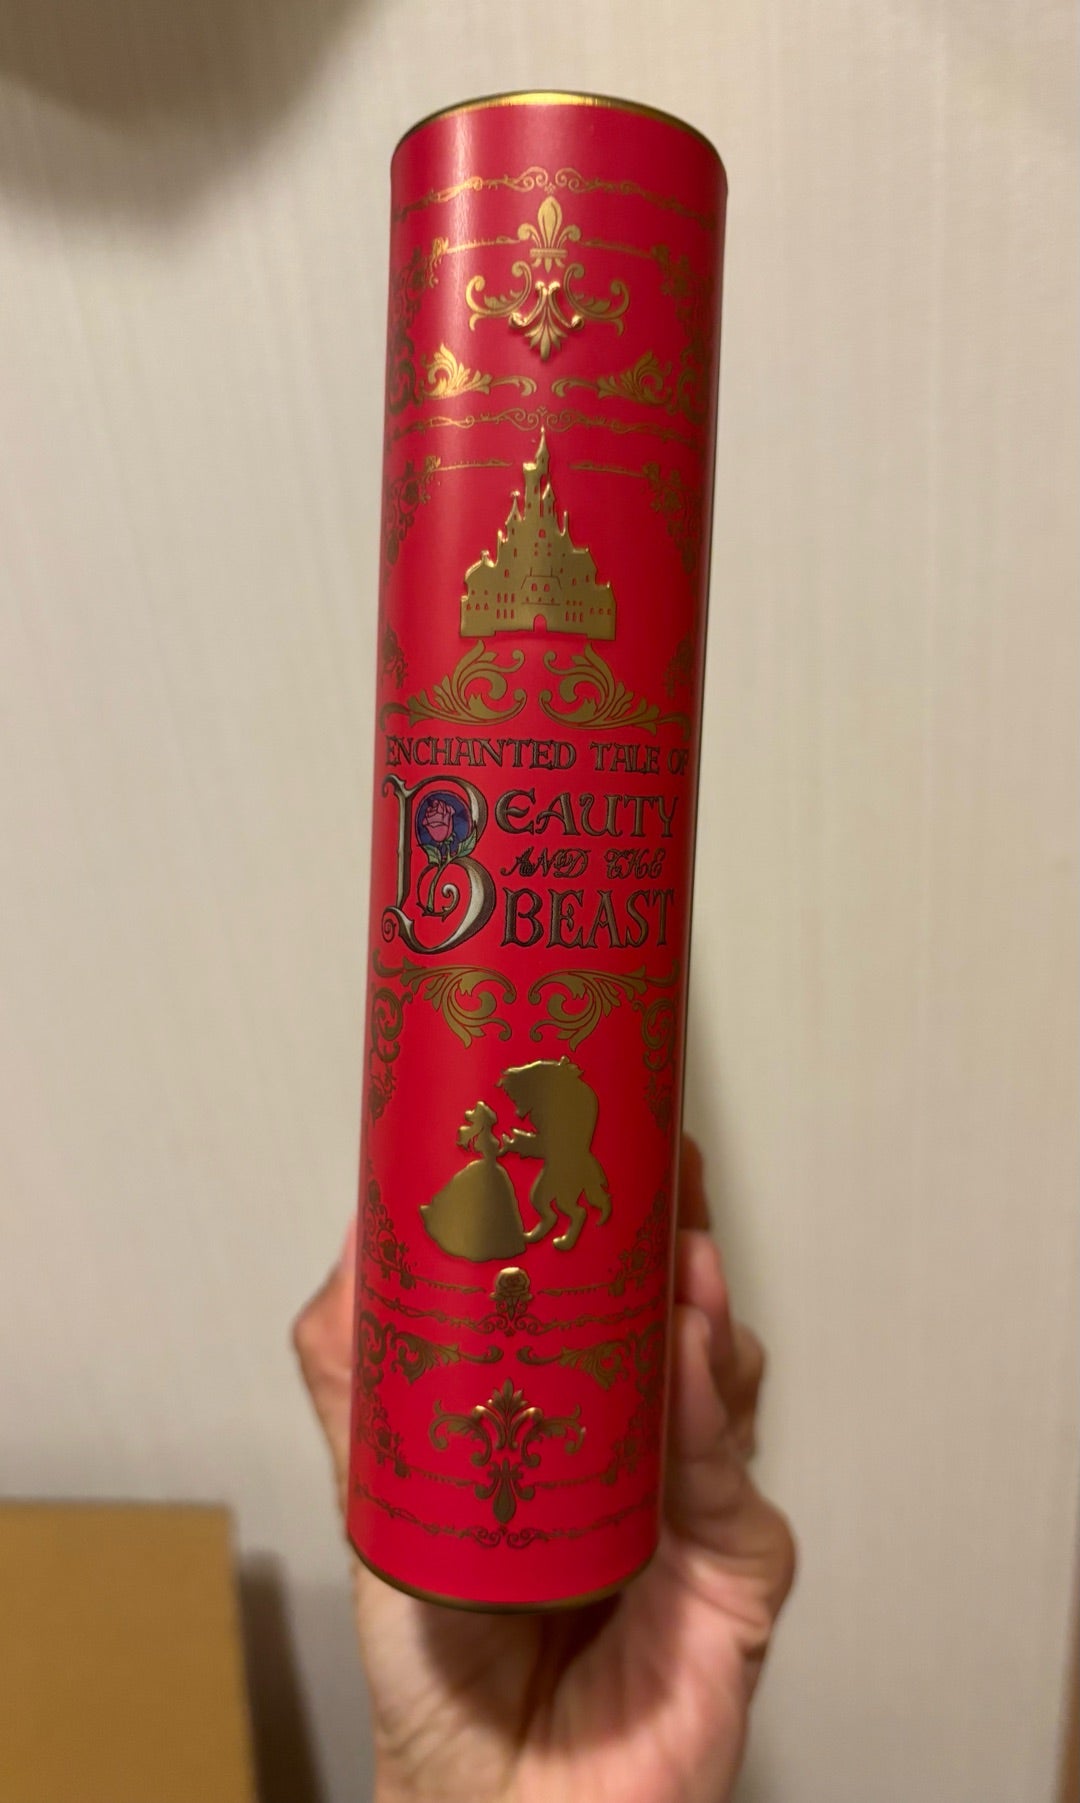 ENCHANTED TALE OF
BEAUTY
AND THE
BEAST